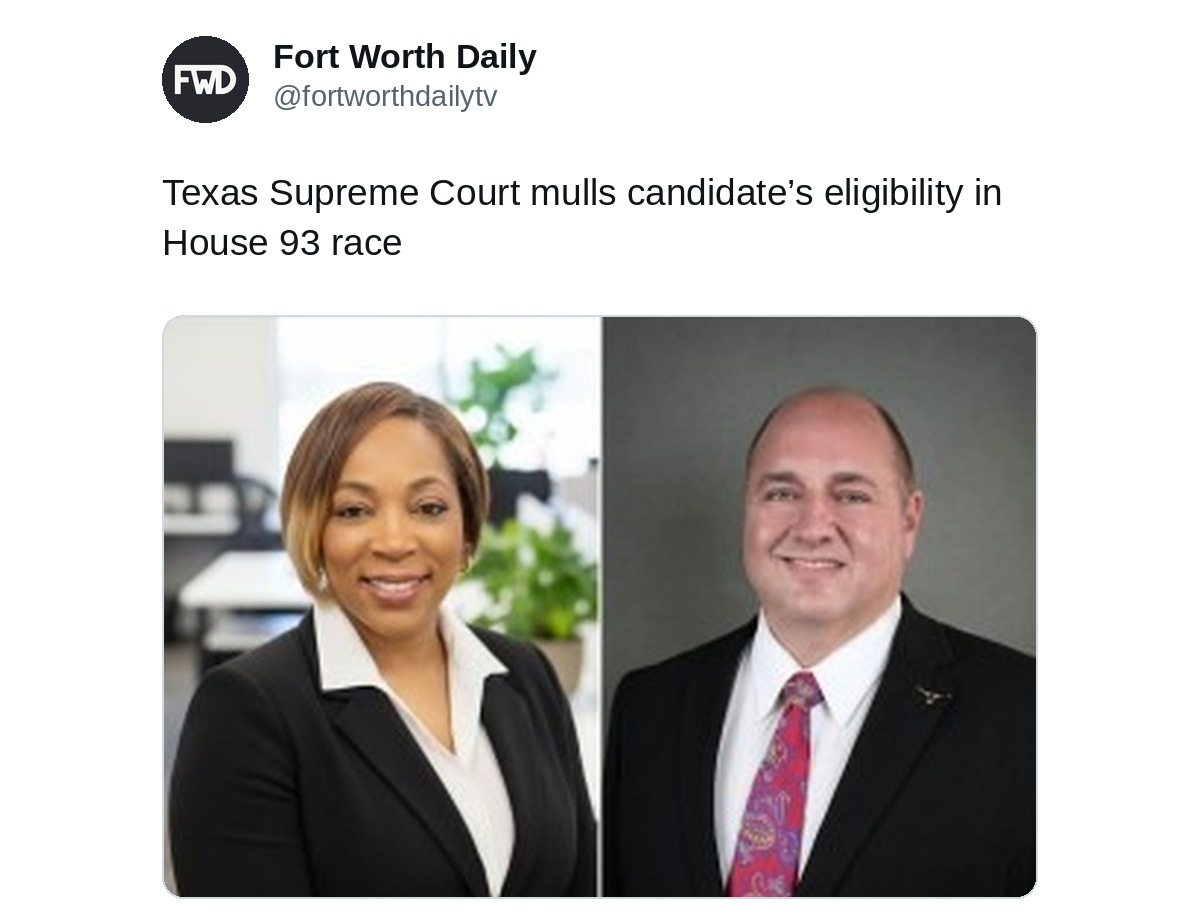 FWD
Fort Worth Daily
@fortworthdailytv
Texas Supreme Court mulls candidate’s eligibility in
House 93 race